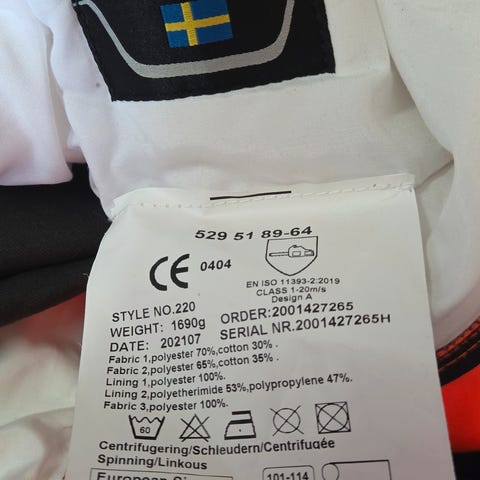 529 51 89-64
CE 0404
EN ISO 11393-2:2019
CLASS 1-20m/s
Design A
STYLE NO.220
ORDER:2001427265
WEIGHT: 1690g
SERIAL NR.2001427265H
DATE: 202107
Fabric 1,polyester 70%,cotton 30% .
Fabric 2,polyester 65%,cotton 35% .
Lining 1,polyester 100%.
Lining 2,polyetherimide 53%,polypropylene 47%.
Fabric 3,polyester 100%.
60
Centrifugering/Schleudern/Centrifugée
Spinning/Linkous
European Si
101-114